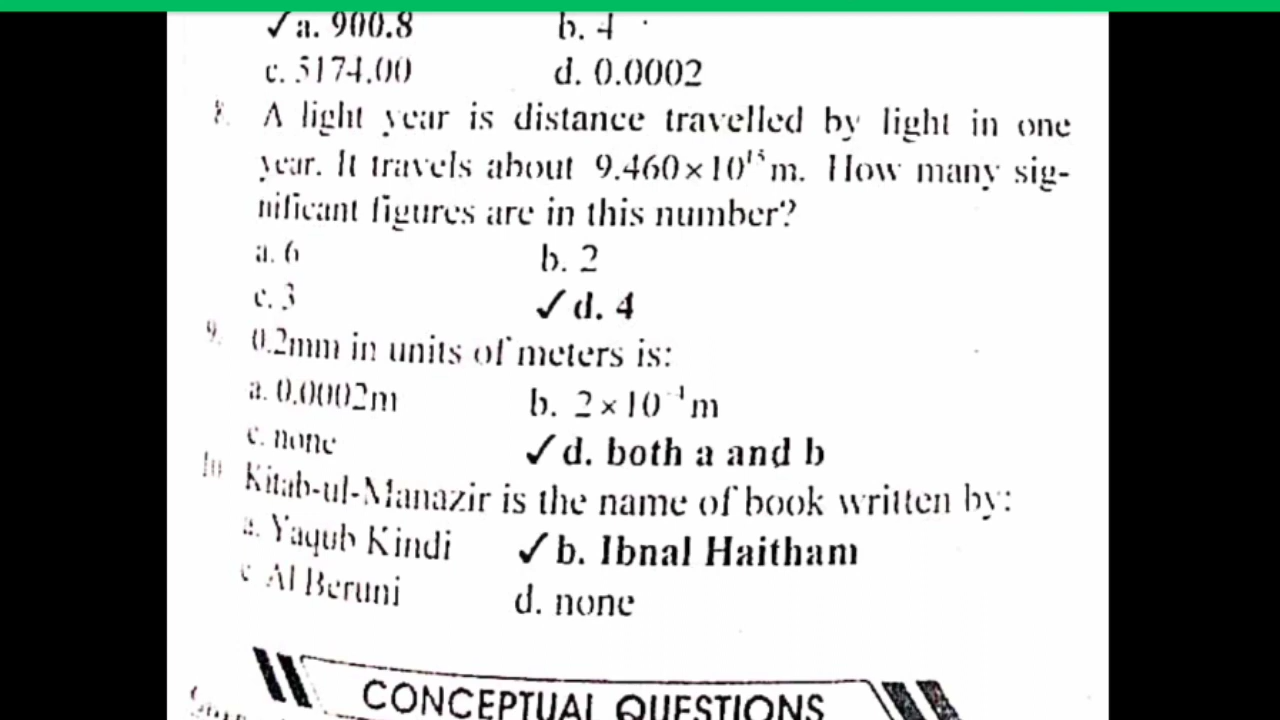 ✓a. 900.8 b. 4
c. 5174.00 d. 0.0002
8. A light year is distance travelled by light in one
year. It travels about 9.460×10¹⁵m. How many sig-
nificant figures are in this number?
a. 6 b. 2
c. 3 ✓d. 4
9. 0.2mm in units of meters is:
a. 0.0002m b. 2×10⁻⁴m
c. none ✓d. both a and b
10 Kitab-ul-Manazir is the name of book written by:
a. Yaqub Kindi ✓b. Ibnal Haitham
c Al Beruni d. none
CONCEPTUAL QUESTIONS